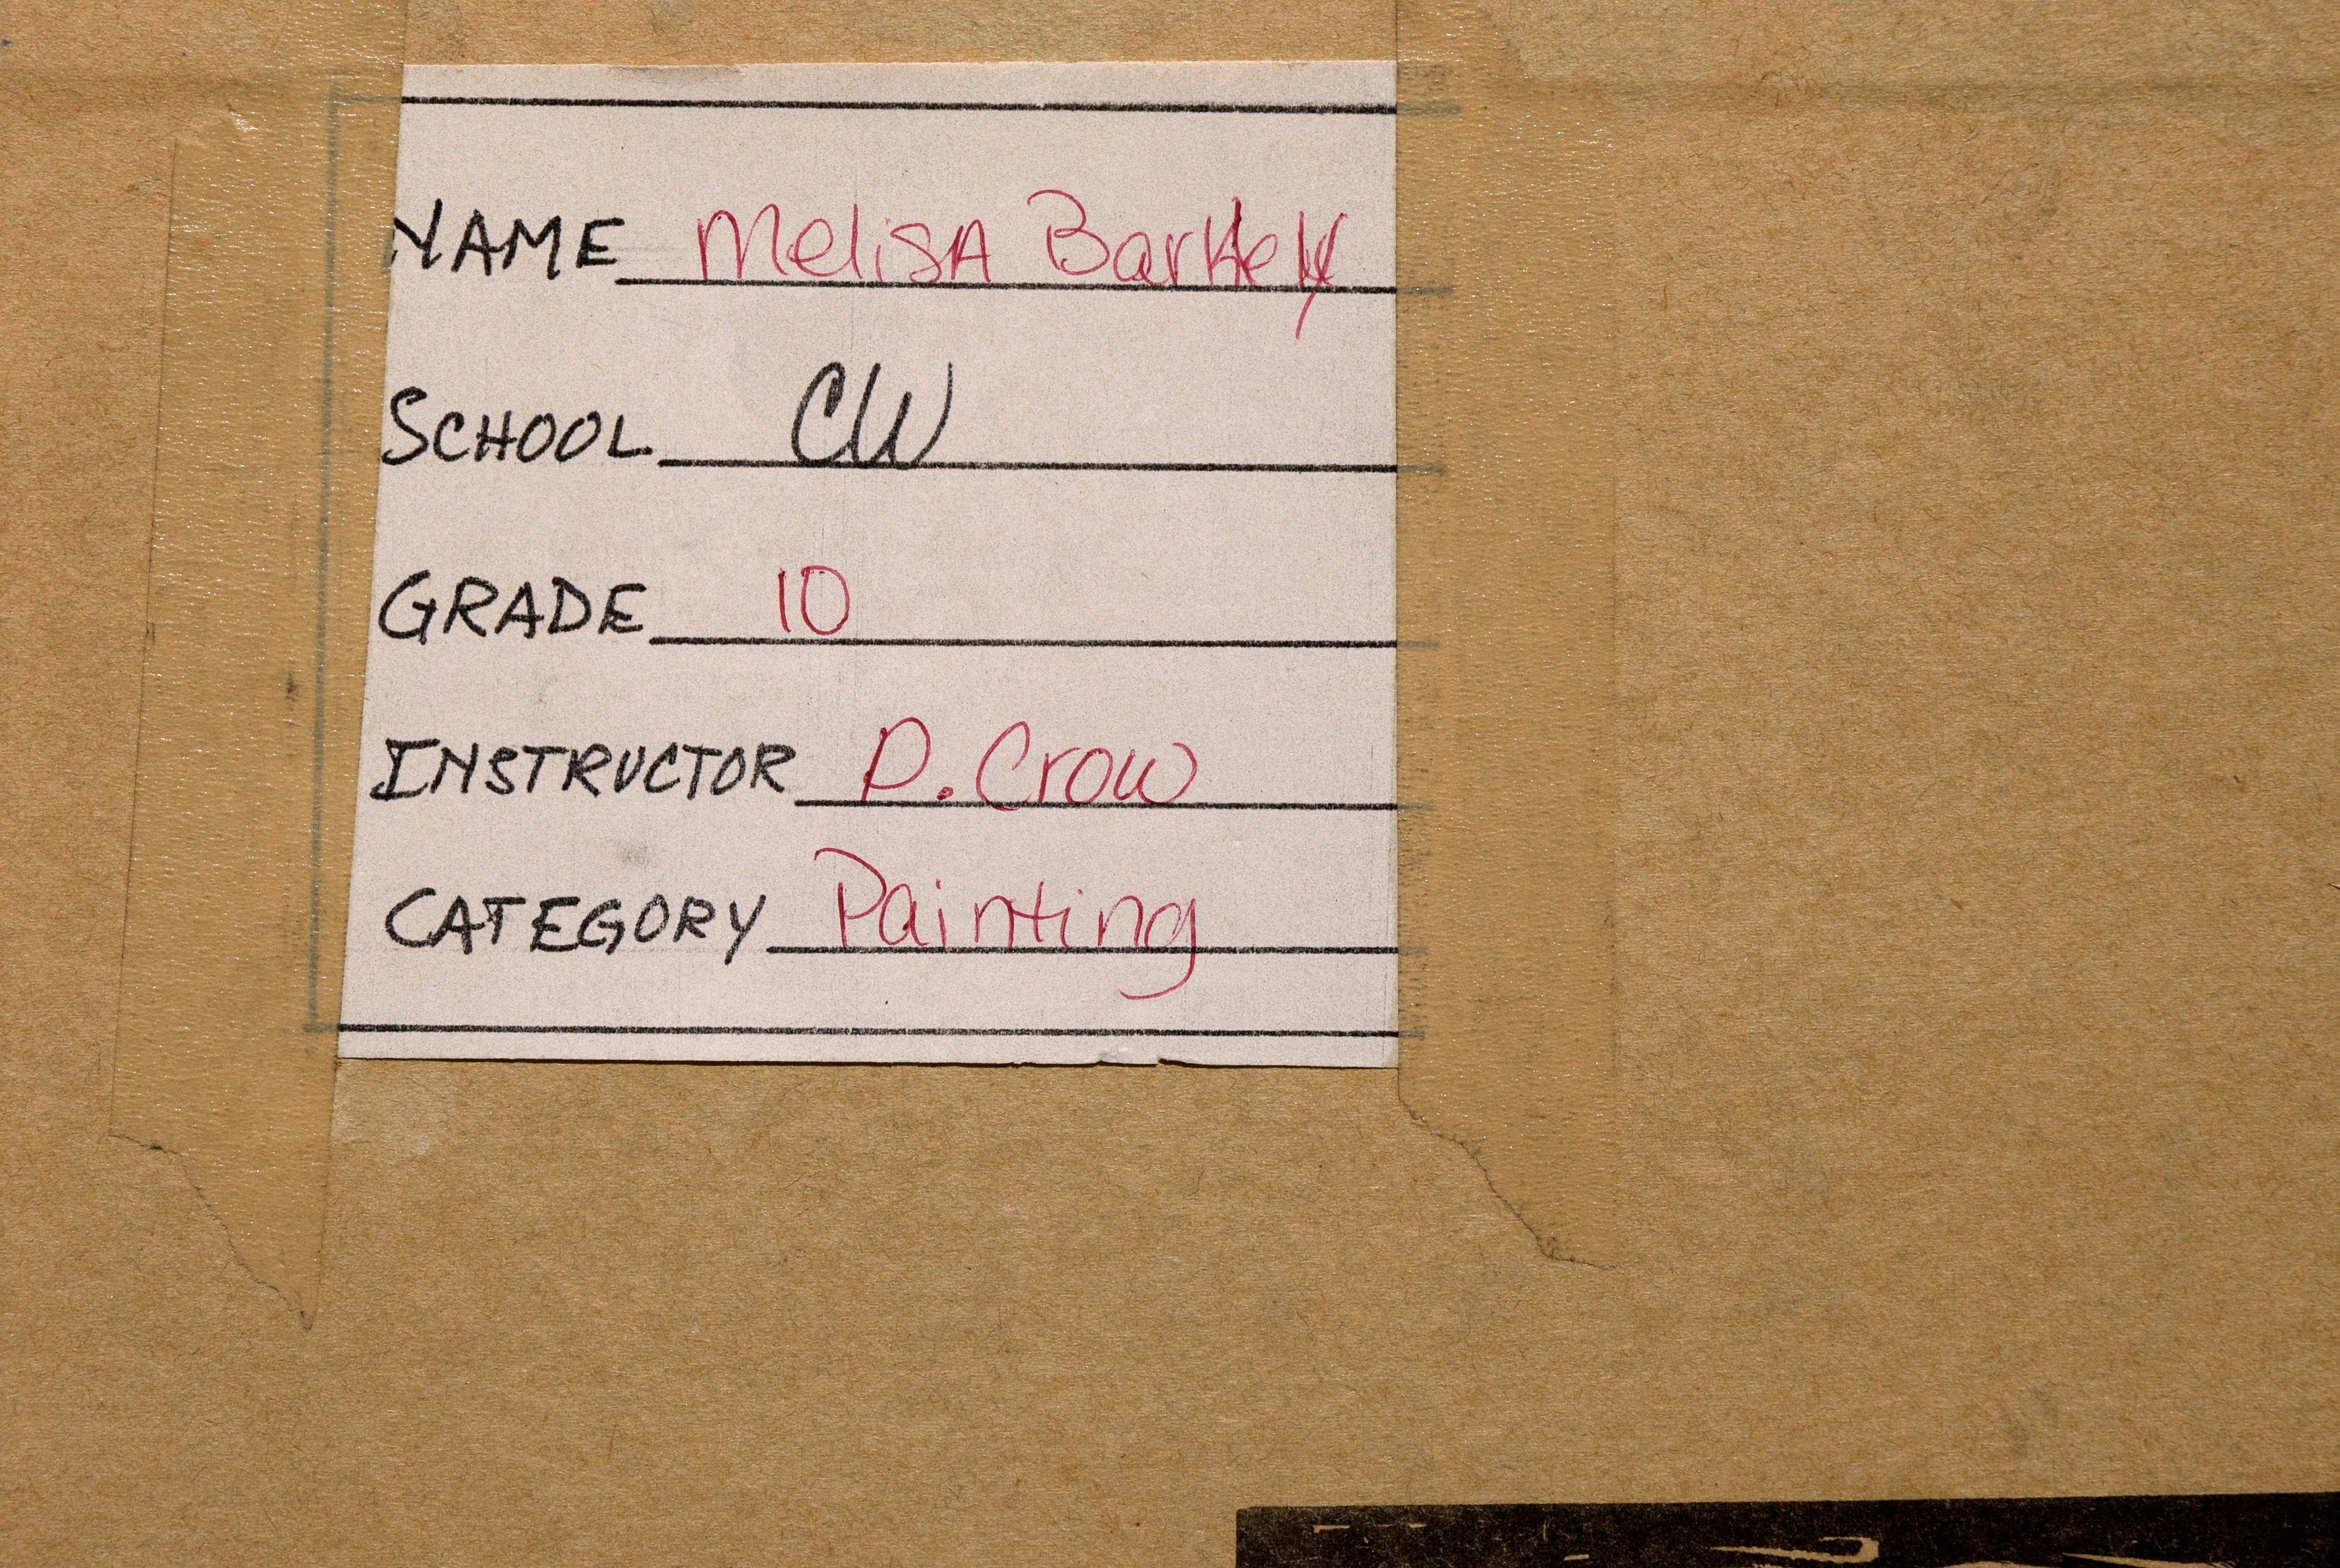 NAME Melisa Barkley
SCHOOL CW
GRADE 10
INSTRUCTOR P. Crow
CATEGORY Painting